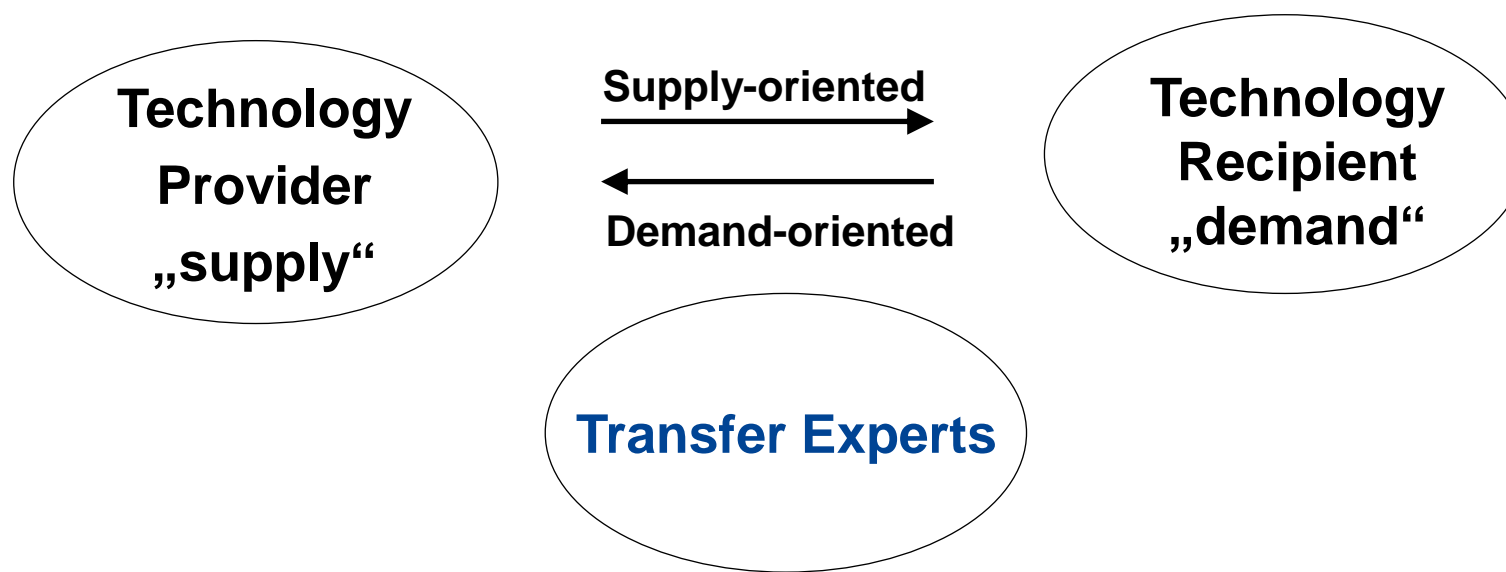 Technology
Provider
„supply“
Supply-oriented
Demand-oriented
Technology
Recipient
„demand“
Transfer Experts